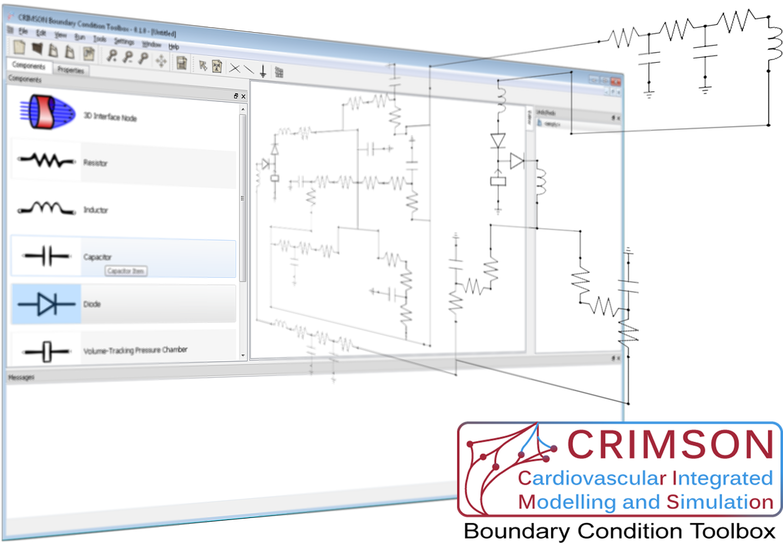 CRIMSON Boundary Condition Toolbox - 0.1.0 - [Untitled]
File Edit View Run Tools Settings Window Help
Components Properties
Components
3D Interface Node
Resistor
Inductor
Capacitor
Capacitor Item
Diode
Volume-Tracking Pressure Chamber
Messages
CRIMSON
Cardiovascular Integrated
Modelling and Simulation
Boundary Condition Toolbox